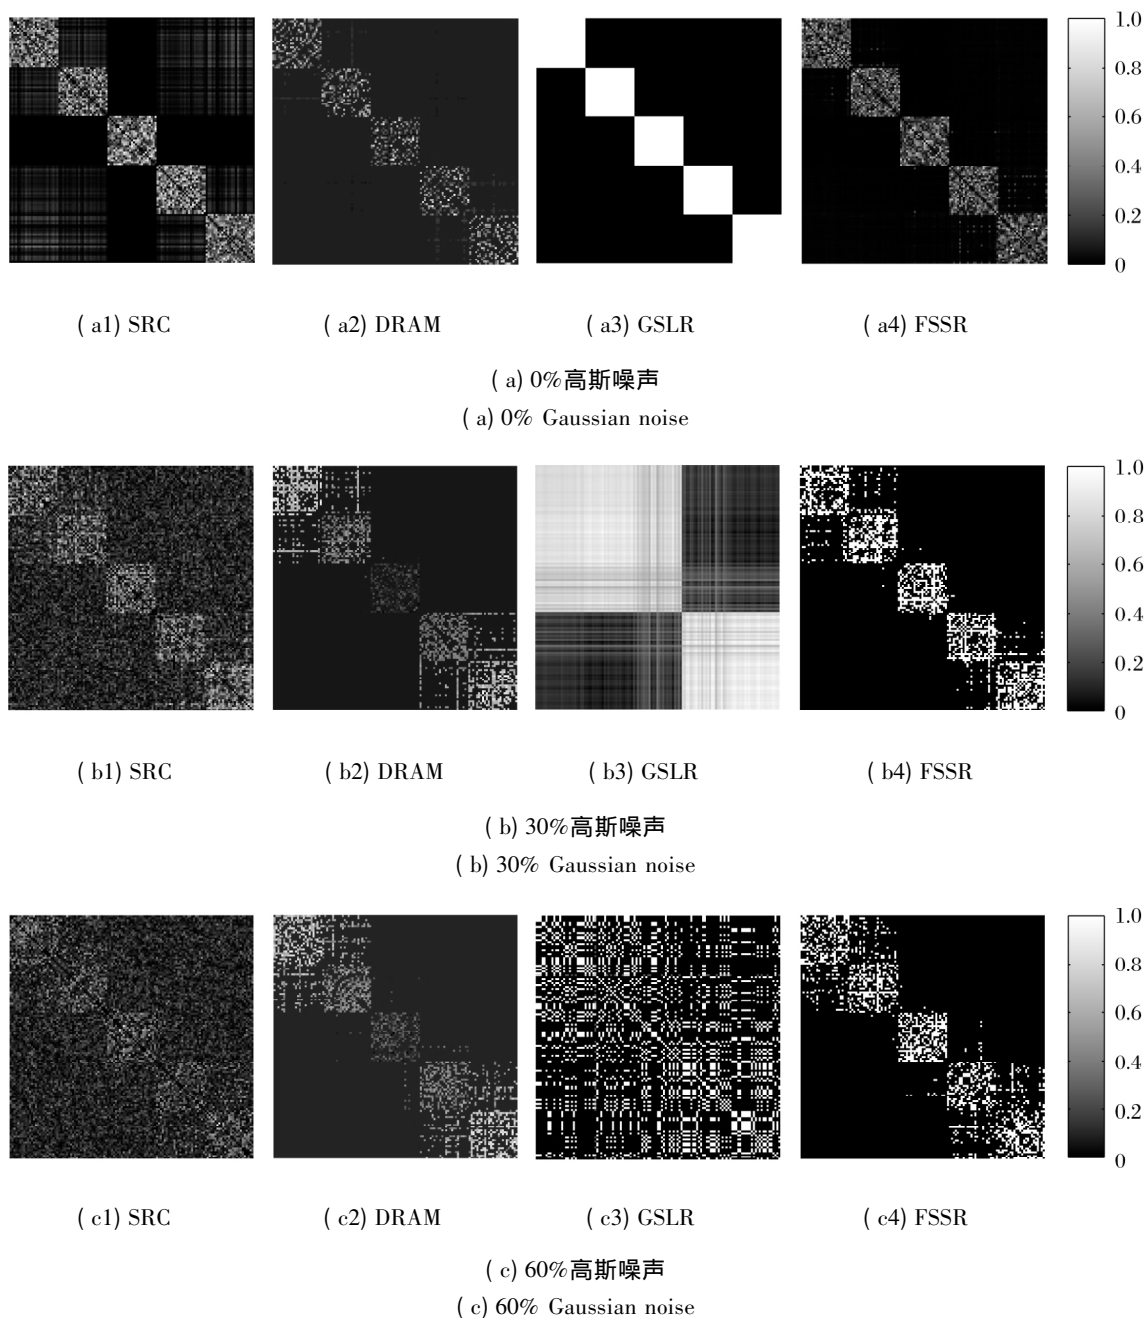 1.0
0.8
0.6
0.4
0.2
0
( a1) SRC
( a2) DRAM
( a3) GSLR
( a4) FSSR
( a) 0%高斯噪声
( a) 0% Gaussian noise
1.0
0.8
0.6
0.4
0.2
0
( b1) SRC
( b2) DRAM
( b3) GSLR
( b4) FSSR
( b) 30%高斯噪声
( b) 30% Gaussian noise
1.0
0.8
0.6
0.4
0.2
0
( c1) SRC
( c2) DRAM
( c3) GSLR
( c4) FSSR
( c) 60%高斯噪声
( c) 60% Gaussian noise